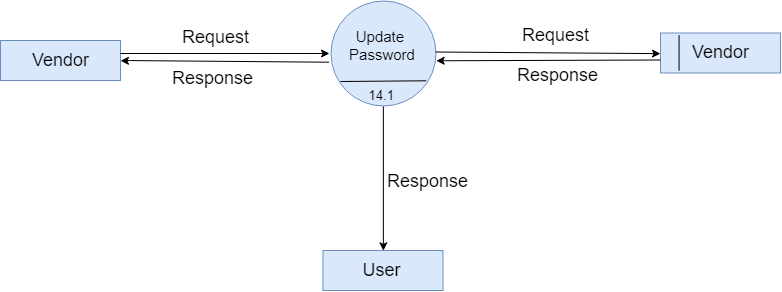 Vendor
Request
Response
Update
Password
14.1
Request
Response
Vendor
Response
User